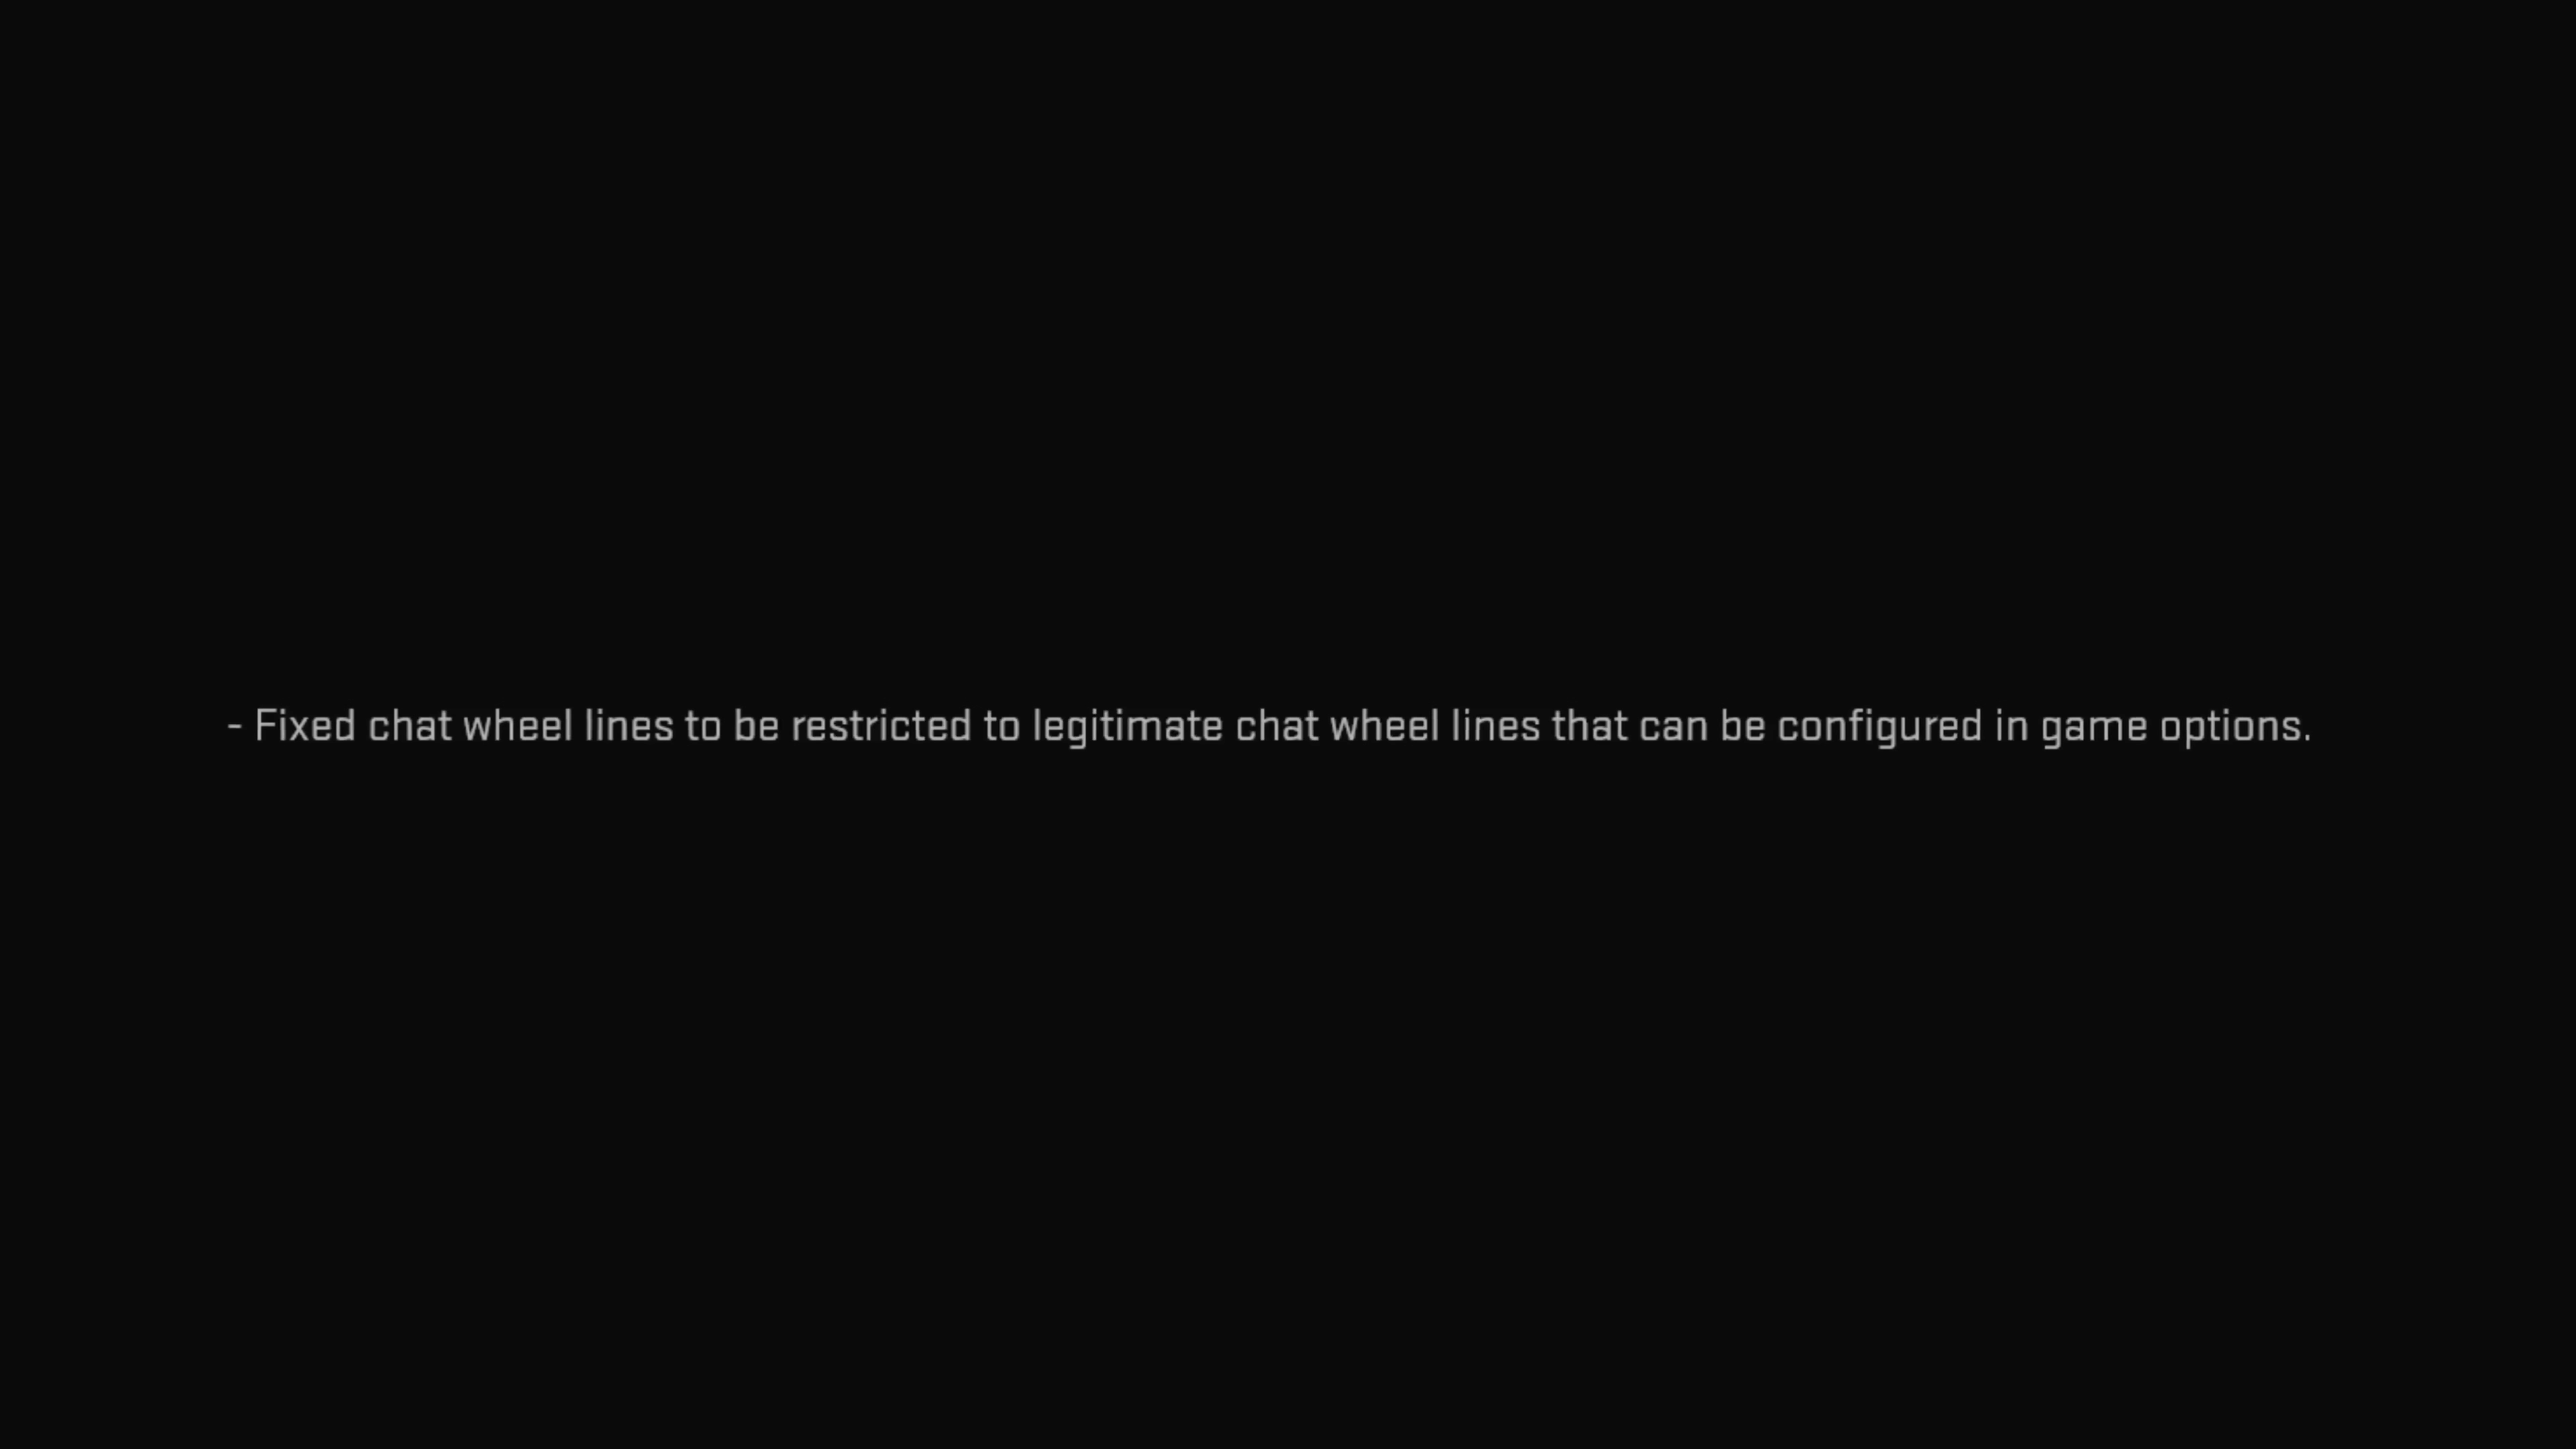 - Fixed chat wheel lines to be restricted to legitimate chat wheel lines that can be configured in game options.